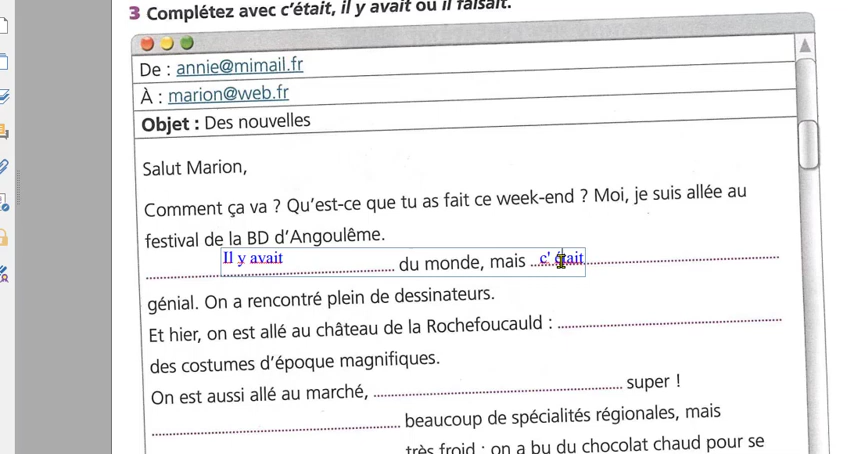 3 Complétez avec c'était, il y avait ou il faisait.
De : annie@mimail.fr
À : marion@web.fr
Objet : Des nouvelles
Salut Marion,
Comment ça va ? Qu'est-ce que tu as fait ce week-end ? Moi, je suis allée au
festival de la BD d'Angoulême.
Il y avait du monde, mais c' était
génial. On a rencontré plein de dessinateurs.
Et hier, on est allé au château de la Rochefoucauld :
des costumes d'époque magnifiques.
On est aussi allé au marché, super !
beaucoup de spécialités régionales, mais
très froid : on a bu du chocolat chaud pour se